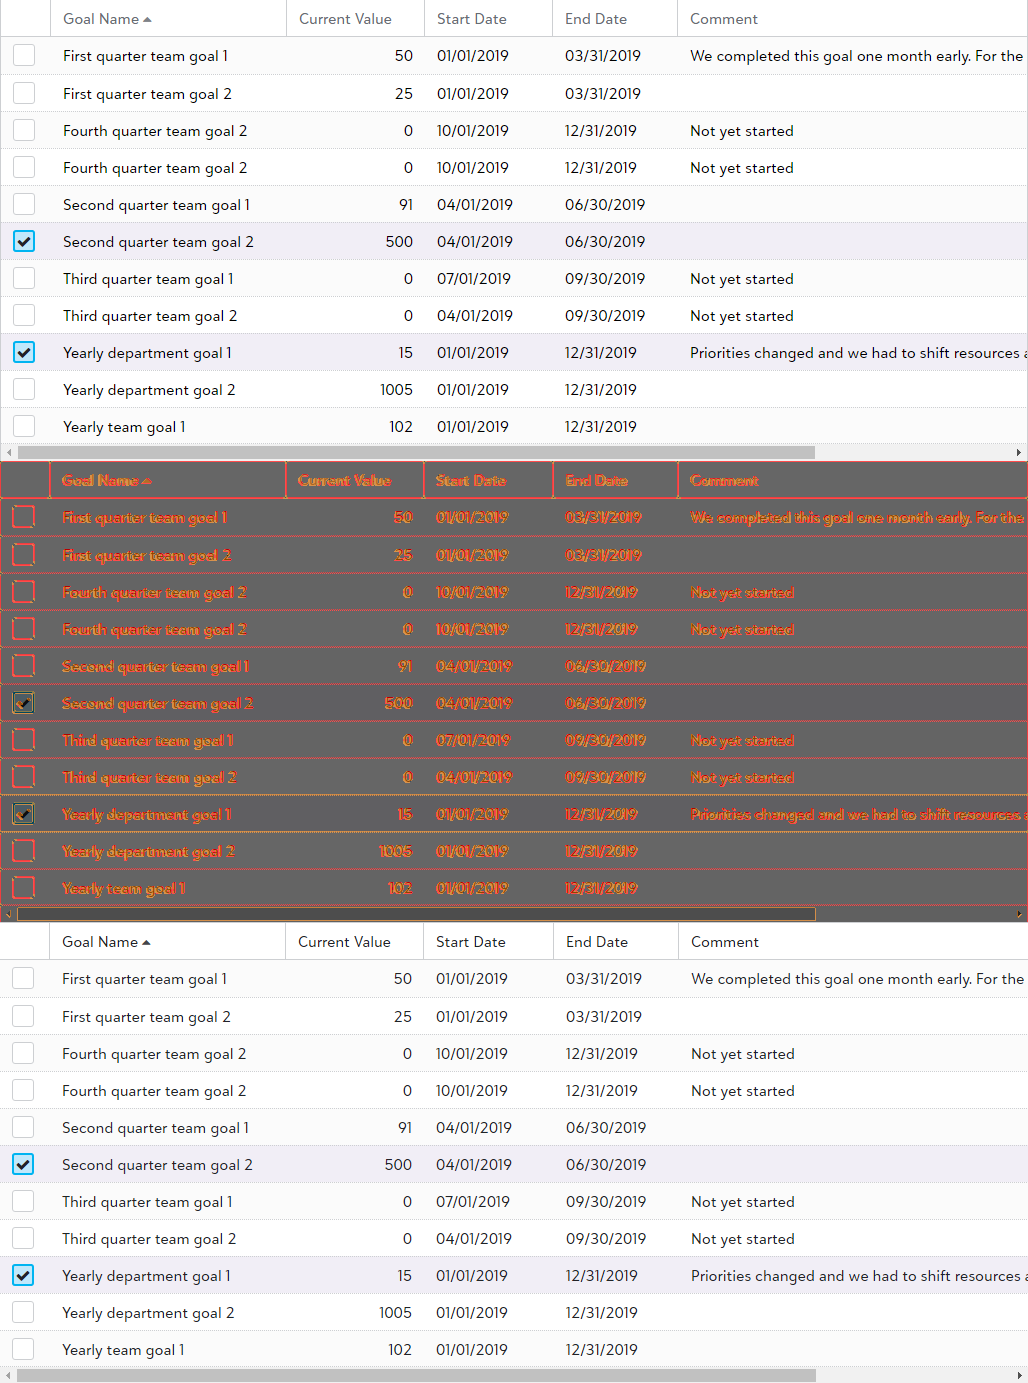 Goal Name Current Value Start Date End Date Comment
First quarter team goal 1 50 01/01/2019 03/31/2019 We completed this goal one month early. For the
First quarter team goal 2 25 01/01/2019 03/31/2019
Fourth quarter team goal 2 0 10/01/2019 12/31/2019 Not yet started
Fourth quarter team goal 2 0 10/01/2019 12/31/2019 Not yet started
Second quarter team goal 1 91 04/01/2019 06/30/2019
Second quarter team goal 2 500 04/01/2019 06/30/2019
Third quarter team goal 1 0 07/01/2019 09/30/2019 Not yet started
Third quarter team goal 2 0 04/01/2019 09/30/2019 Not yet started
Yearly department goal 1 15 01/01/2019 12/31/2019 Priorities changed and we had to shift resources
Yearly department goal 2 1005 01/01/2019 12/31/2019
Yearly team goal 1 102 01/01/2019 12/31/2019
Goal Name Current Value Start Date End Date Comment
First quarter team goal 1 50 01/01/2019 03/31/2019 We completed this goal one month early. For the
First quarter team goal 2 25 01/01/2019 03/31/2019
Fourth quarter team goal 2 0 10/01/2019 12/31/2019 Not yet started
Fourth quarter team goal 2 0 10/01/2019 12/31/2019 Not yet started
Second quarter team goal 1 91 04/01/2019 06/30/2019
Second quarter team goal 2 500 04/01/2019 06/30/2019
Third quarter team goal 1 0 07/01/2019 09/30/2019 Not yet started
Third quarter team goal 2 0 04/01/2019 09/30/2019 Not yet started
Yearly department goal 1 15 01/01/2019 12/31/2019 Priorities changed and we had to shift resources
Yearly department goal 2 1005 01/01/2019 12/31/2019
Yearly team goal 1 102 01/01/2019 12/31/2019
Goal Name Current Value Start Date End Date Comment
First quarter team goal 1 50 01/01/2019 03/31/2019 We completed this goal one month early. For the
First quarter team goal 2 25 01/01/2019 03/31/2019
Fourth quarter team goal 2 0 10/01/2019 12/31/2019 Not yet started
Fourth quarter team goal 2 0 10/01/2019 12/31/2019 Not yet started
Second quarter team goal 1 91 04/01/2019 06/30/2019
Second quarter team goal 2 500 04/01/2019 06/30/2019
Third quarter team goal 1 0 07/01/2019 09/30/2019 Not yet started
Third quarter team goal 2 0 04/01/2019 09/30/2019 Not yet started
Yearly department goal 1 15 01/01/2019 12/31/2019 Priorities changed and we had to shift resources
Yearly department goal 2 1005 01/01/2019 12/31/2019
Yearly team goal 1 102 01/01/2019 12/31/2019